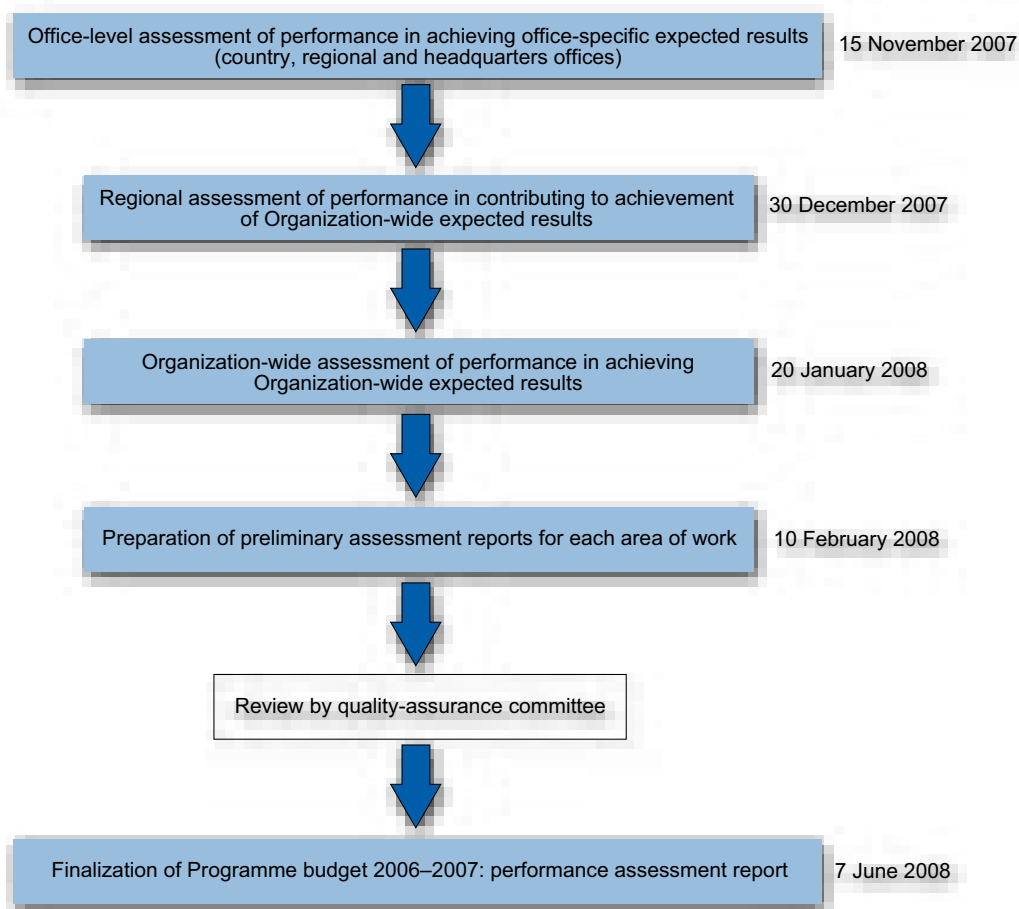 Office-level assessment of performance in achieving office-specific expected results
(country, regional and headquarters offices)
15 November 2007
Regional assessment of performance in contributing to achievement
of Organization-wide expected results
30 December 2007
Organization-wide assessment of performance in achieving
Organization-wide expected results
20 January 2008
Preparation of preliminary assessment reports for each area of work
10 February 2008
Review by quality-assurance committee
Finalization of Programme budget 2006–2007: performance assessment report
7 June 2008